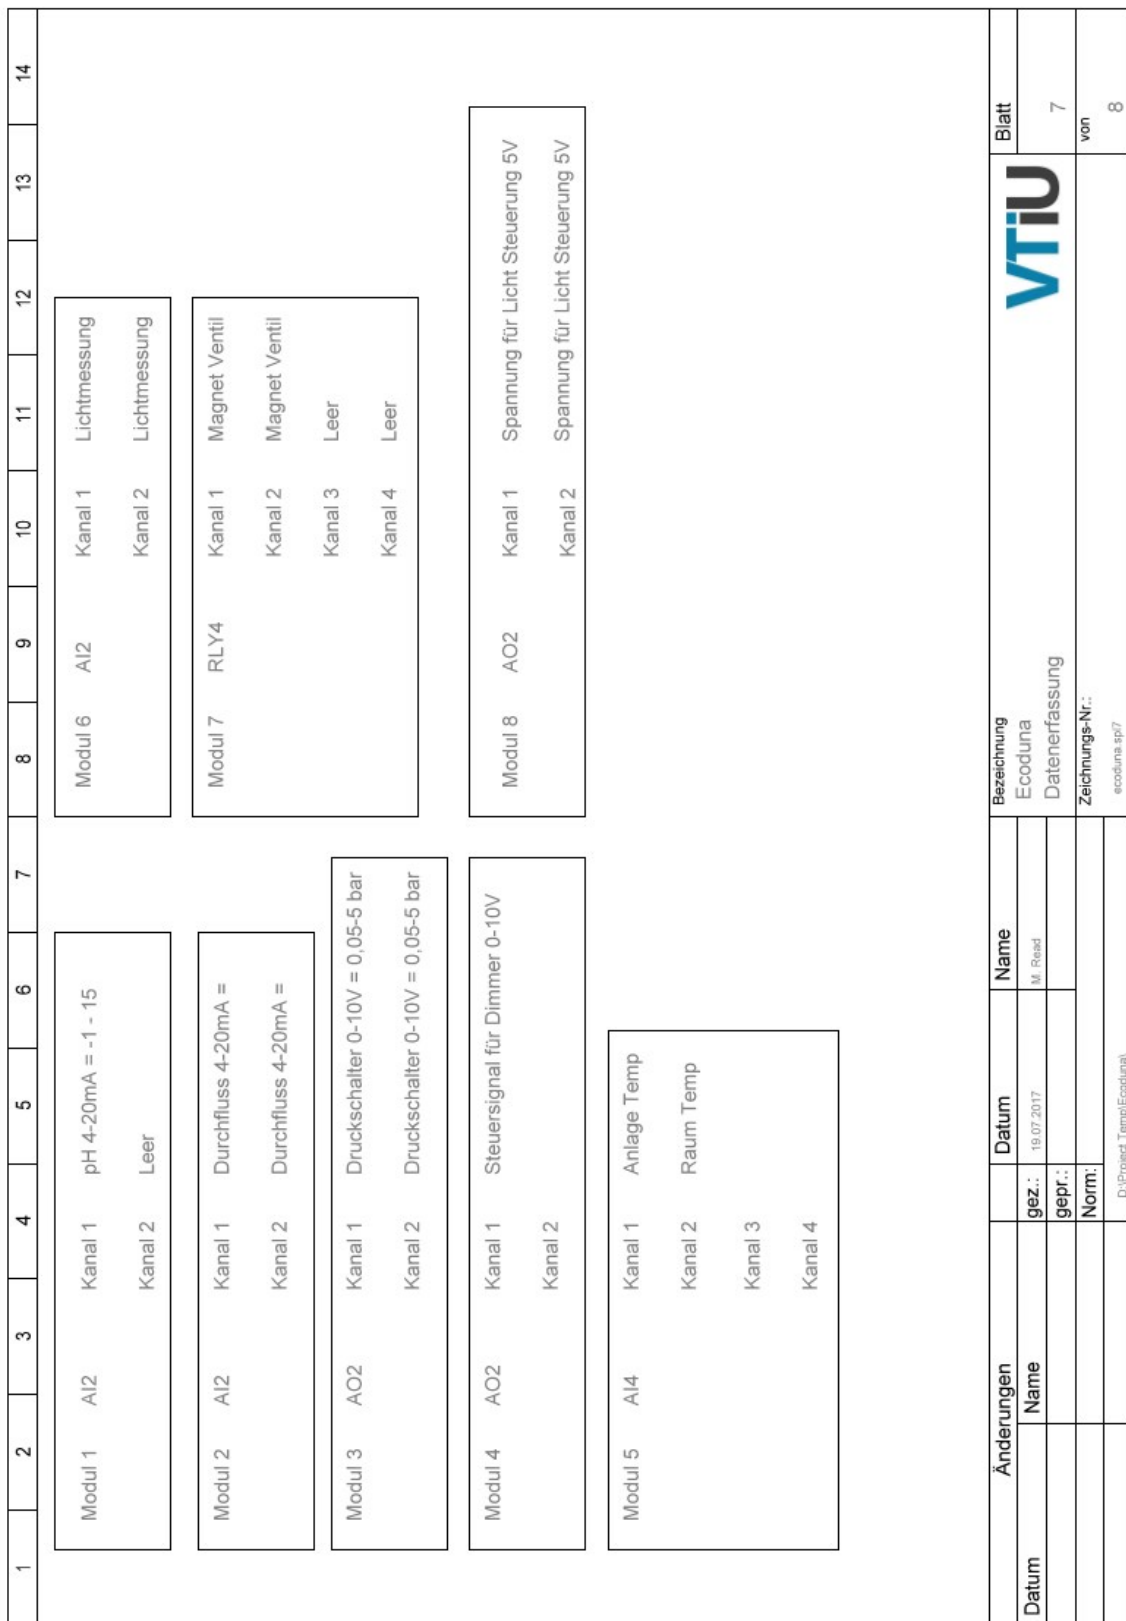 1 2 3 4 5 6 7 8 9 10 11 12 13 14
Modul 1 AI2 Kanal 1 pH 4-20mA = -1 - 15
Kanal 2 Leer
Modul 2 AI2 Kanal 1 Durchfluss 4-20mA =
Kanal 2 Durchfluss 4-20mA =
Modul 3 AO2 Kanal 1 Druckschalter 0-10V = 0,05-5 bar
Kanal 2 Druckschalter 0-10V = 0,05-5 bar
Modul 4 AO2 Kanal 1 Steuersignal für Dimmer 0-10V
Kanal 2
Modul 5 AI4 Kanal 1 Anlage Temp
Kanal 2 Raum Temp
Kanal 3
Kanal 4
Modul 6 AI2 Kanal 1 Lichtmessung
Kanal 2 Lichtmessung
Modul 7 RLY4 Kanal 1 Magnet Ventil
Kanal 2 Magnet Ventil
Kanal 3 Leer
Kanal 4 Leer
Modul 8 AO2 Kanal 1 Spannung für Licht Steuerung 5V
Kanal 2 Spannung für Licht Steuerung 5V
Änderungen
Datum Name
Datum Name
gez.: 19.07.2017 M. Read
gepr.:
Norm:
D:\Project Temp\Ecoduna\
Bezeichnung
Ecoduna
Datenerfassung
Zeichnungs-Nr.:
ecoduna.spl7
VTiU
Blatt
7
von
8